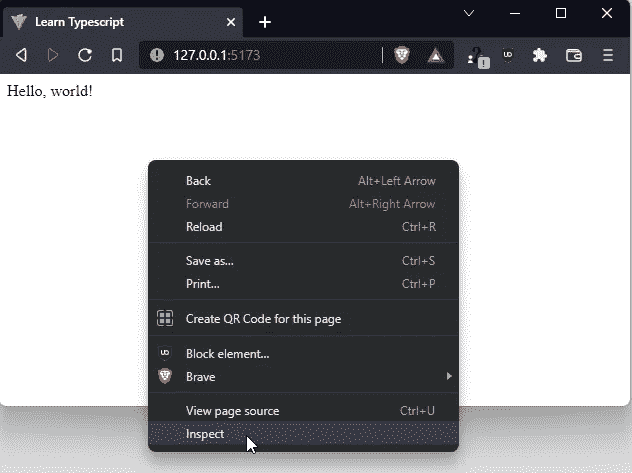 Learn Typescript
127.0.0.1:5173
Hello, world!
Back Alt+Left Arrow
Forward Alt+Right Arrow
Reload Ctrl+R
Save as... Ctrl+S
Print... Ctrl+P
Create QR Code for this page
Block element...
Brave
View page source Ctrl+U
Inspect